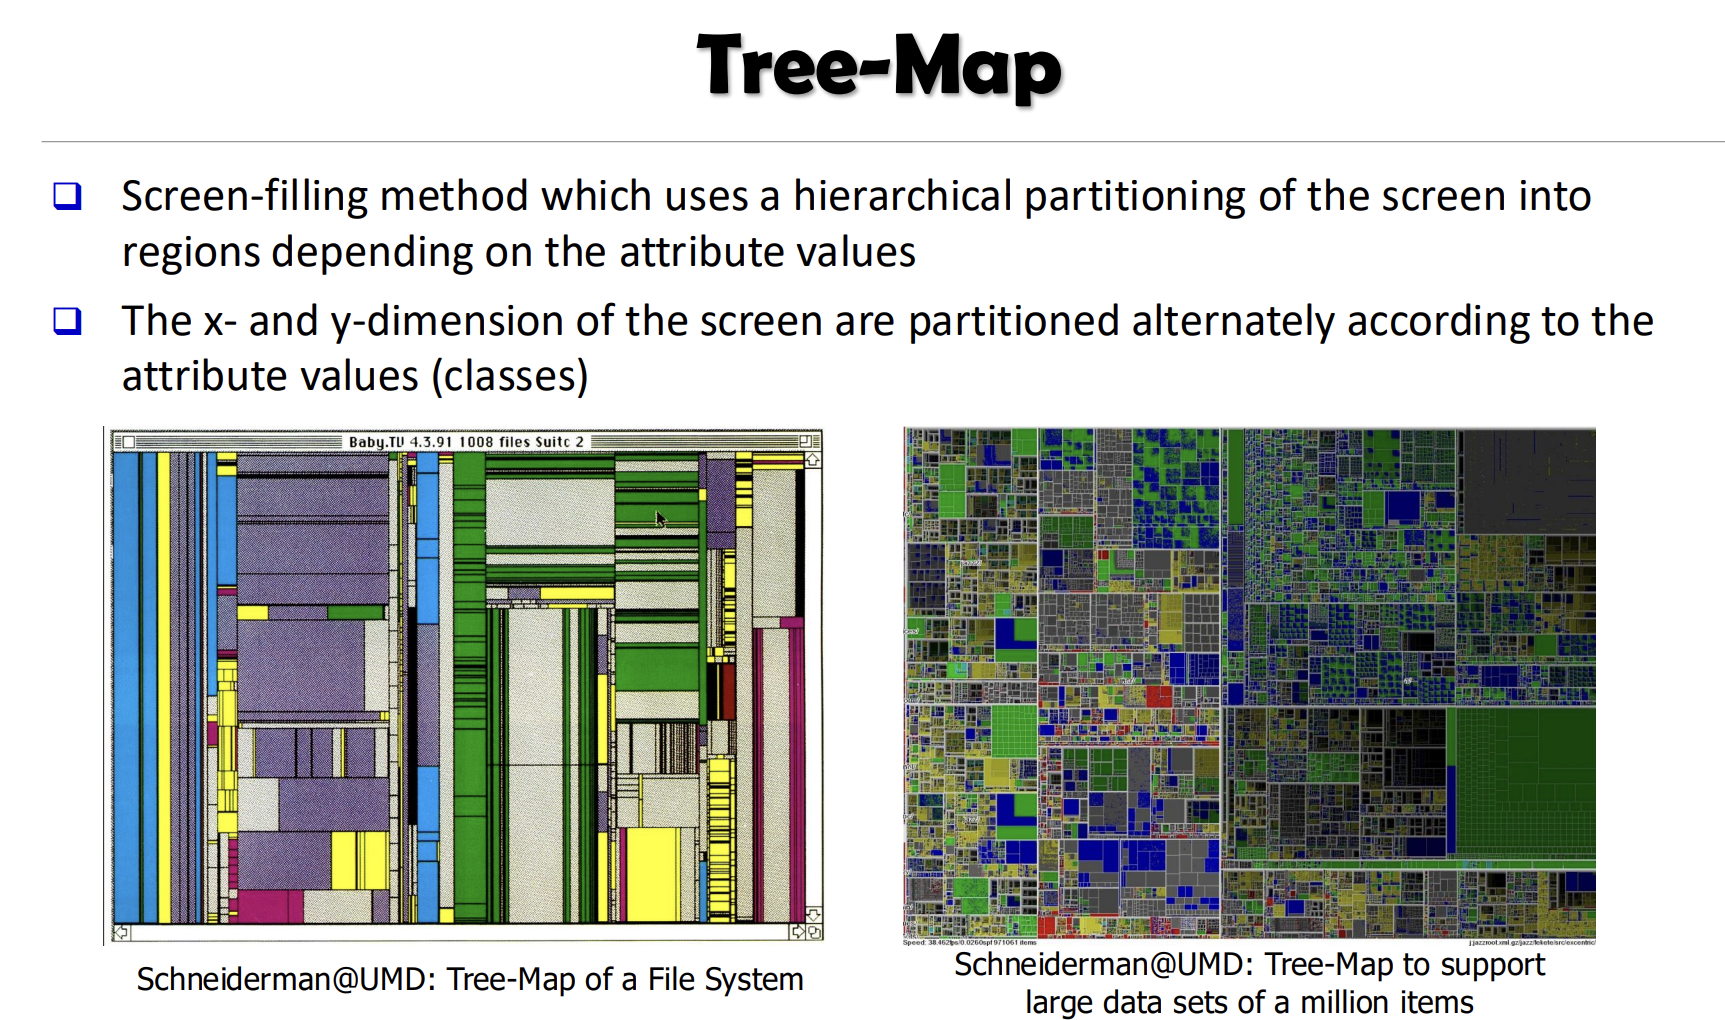 Tree-Map
Screen-filling method which uses a hierarchical partitioning of the screen into
regions depending on the attribute values
The x- and y-dimension of the screen are partitioned alternately according to the
attribute values (classes)
Baby.TV 4.3.91 1008 files Suite 2
Speed: 38.462fps/0.0260spf 971061 items
j:jazzroot.xml.gz/jazz/fekete/src/excentric/
Schneiderman@UMD: Tree-Map of a File System
Schneiderman@UMD: Tree-Map to support
large data sets of a million items